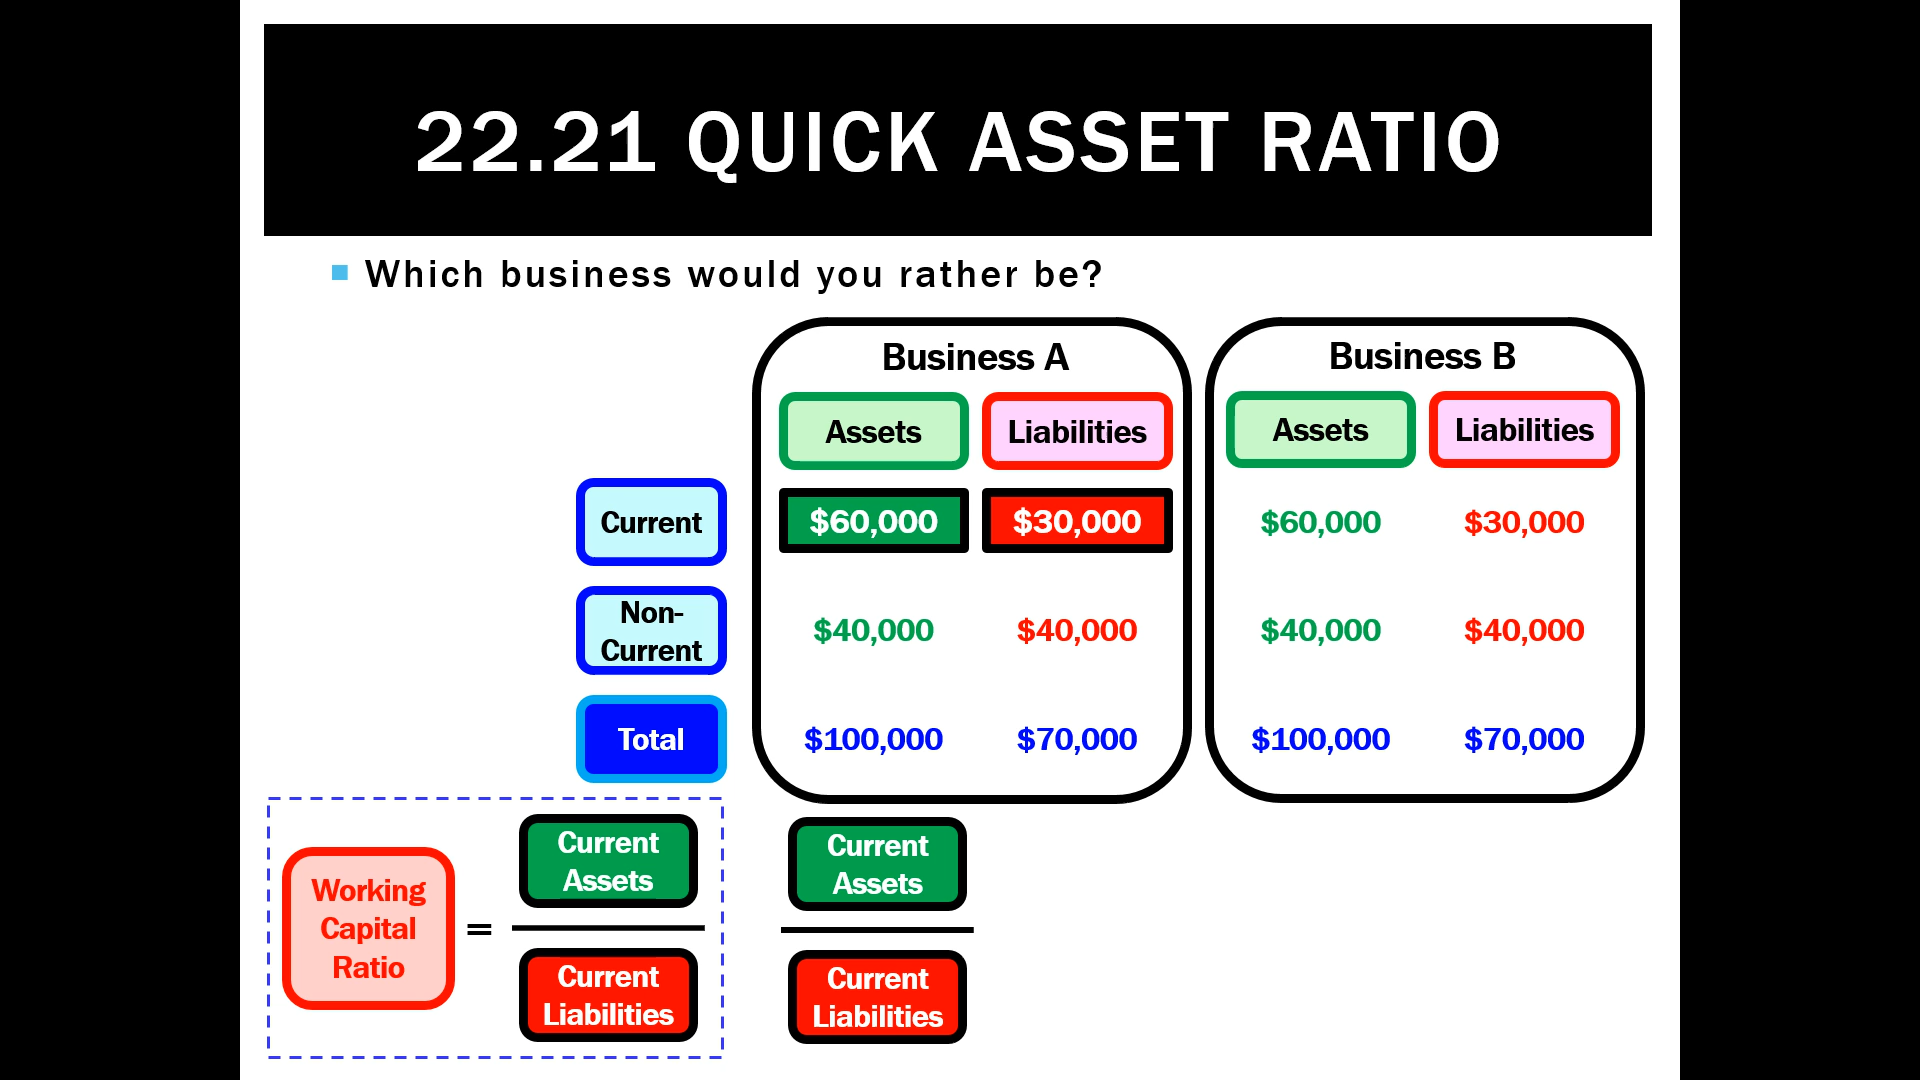 22.21 QUICK ASSET RATIO
Which business would you rather be?
Business A
Business B
Assets
Liabilities
Assets
Liabilities
Current
$60,000
$30,000
$60,000
$30,000
Non-
Current
$40,000
$40,000
$40,000
$40,000
Total
$100,000
$70,000
$100,000
$70,000
Working
Capital
Ratio
=
Current
Assets
Current
Liabilities
Current
Assets
Current
Liabilities